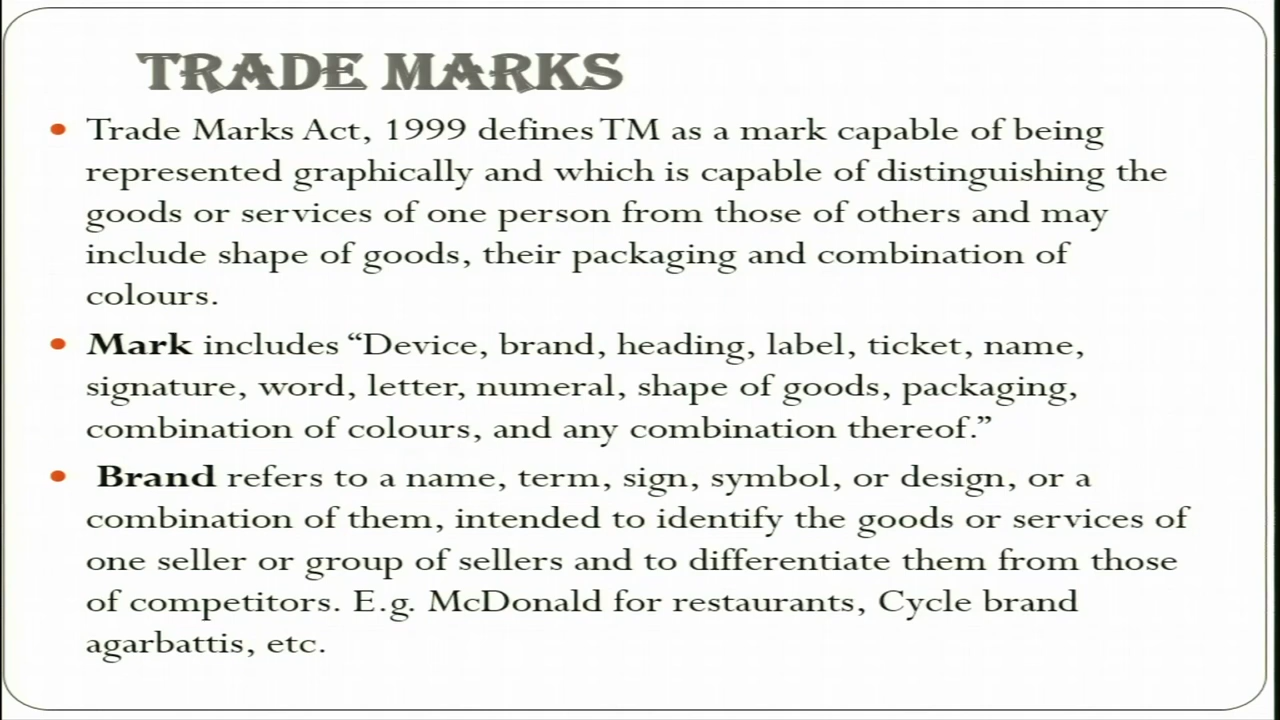 TRADE MARKS
• Trade Marks Act, 1999 defines TM as a mark capable of being
represented graphically and which is capable of distinguishing the
goods or services of one person from those of others and may
include shape of goods, their packaging and combination of
colours.
• Mark includes “Device, brand, heading, label, ticket, name,
signature, word, letter, numeral, shape of goods, packaging,
combination of colours, and any combination thereof.”
• Brand refers to a name, term, sign, symbol, or design, or a
combination of them, intended to identify the goods or services of
one seller or group of sellers and to differentiate them from those
of competitors. E.g. McDonald for restaurants, Cycle brand
agarbattis, etc.